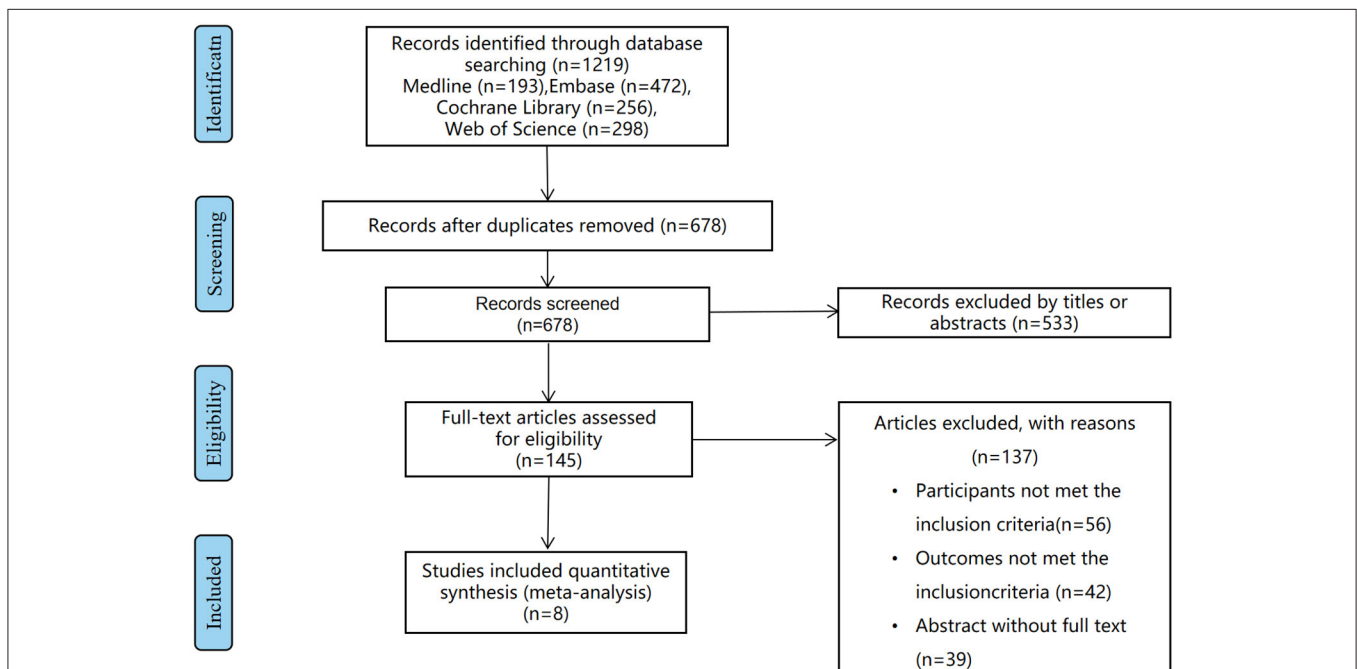 Identificatn
Records identified through database
searching (n=1219)
Medline (n=193),Embase (n=472),
Cochrane Library (n=256),
Web of Science (n=298)
Screening
Records after duplicates removed (n=678)
Records screened
(n=678)
Records excluded by titles or
abstracts (n=533)
Eligibility
Full-text articles assessed
for eligibility
(n=145)
Articles excluded, with reasons
(n=137)
• Participants not met the
inclusion criteria(n=56)
• Outcomes not met the
inclusioncriteria (n=42)
• Abstract without full text
(n=39)
Included
Studies included quantitative
synthesis (meta-analysis)
(n=8)